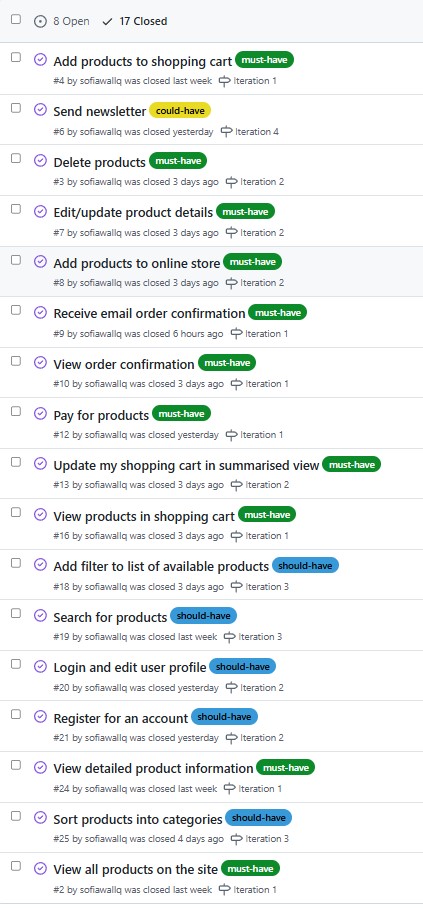 8 Open 17 Closed
Add products to shopping cart must-have
#4 by sofiawallq was closed last week Iteration 1
Send newsletter could-have
#6 by sofiawallq was closed yesterday Iteration 4
Delete products must-have
#3 by sofiawallq was closed 3 days ago Iteration 2
Edit/update product details must-have
#7 by sofiawallq was closed 3 days ago Iteration 2
Add products to online store must-have
#8 by sofiawallq was closed 3 days ago Iteration 2
Receive email order confirmation must-have
#9 by sofiawallq was closed 6 hours ago Iteration 1
View order confirmation must-have
#10 by sofiawallq was closed 3 days ago Iteration 1
Pay for products must-have
#12 by sofiawallq was closed yesterday Iteration 1
Update my shopping cart in summarised view must-have
#13 by sofiawallq was closed 3 days ago Iteration 2
View products in shopping cart must-have
#16 by sofiawallq was closed 3 days ago Iteration 1
Add filter to list of available products should-have
#18 by sofiawallq was closed 3 days ago Iteration 3
Search for products should-have
#19 by sofiawallq was closed last week Iteration 3
Login and edit user profile should-have
#20 by sofiawallq was closed yesterday Iteration 2
Register for an account should-have
#21 by sofiawallq was closed yesterday Iteration 2
View detailed product information must-have
#24 by sofiawallq was closed last week Iteration 1
Sort products into categories should-have
#25 by sofiawallq was closed 4 days ago Iteration 3
View all products on the site must-have
#2 by sofiawallq was closed last week Iteration 1